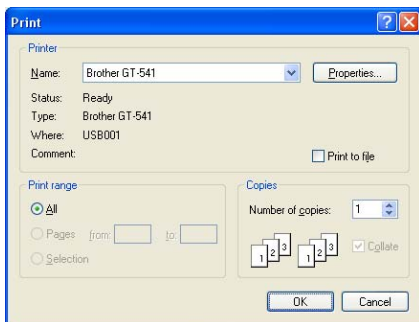 Print
Printer
Name: Brother GT-541 Properties...
Status: Ready
Type: Brother GT-541
Where: USB001
Comment: Print to file
Print range
All
Pages from: to:
Selection
Copies
Number of copies: 1
1 2 3 1 2 3 Collate
OK Cancel